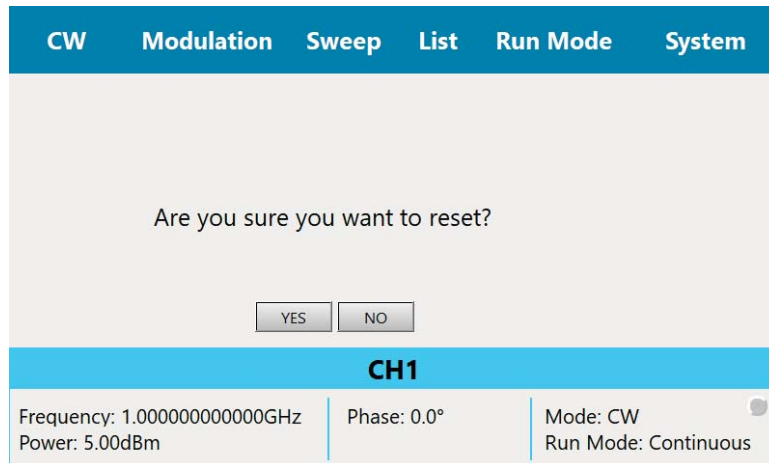 CW Modulation Sweep List Run Mode System
Are you sure you want to reset?
YES NO
CH1
Frequency: 1.000000000000GHz Phase: 0.0° Mode: CW
Power: 5.00dBm Run Mode: Continuous